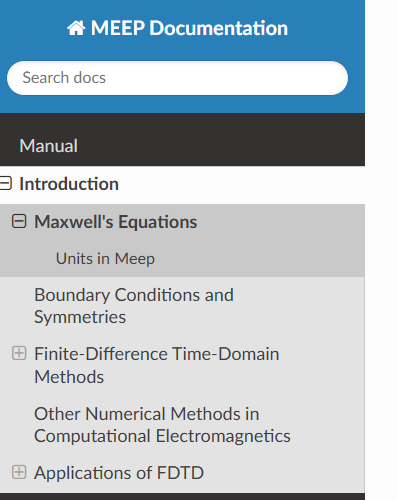 MEEP Documentation
Search docs
Manual
Introduction
Maxwell's Equations
Units in Meep
Boundary Conditions and
Symmetries
Finite-Difference Time-Domain
Methods
Other Numerical Methods in
Computational Electromagnetics
Applications of FDTD